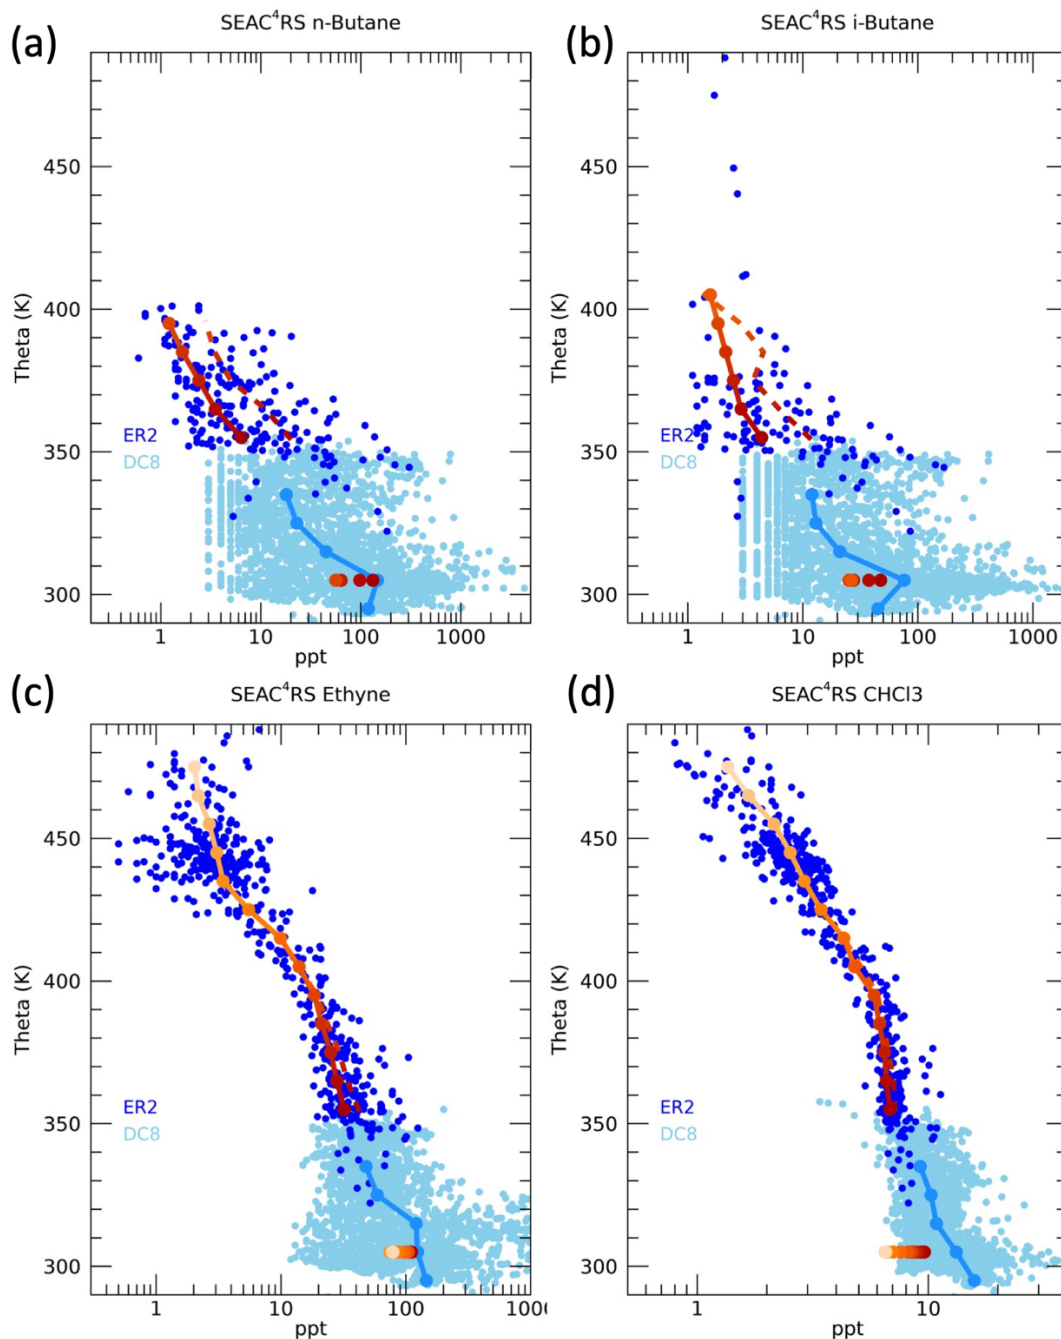 (a) SEAC⁴RS n-Butane
450
400
350
300
Theta (K)
ER2
DC8
1 10 100 1000
ppt
(b) SEAC⁴RS i-Butane
450
400
350
300
Theta (K)
ER2
DC8
1 10 100 1000
ppt
(c) SEAC⁴RS Ethyne
450
400
350
300
Theta (K)
ER2
DC8
1 10 100 1000
ppt
(d) SEAC⁴RS CHCl3
450
400
350
300
Theta (K)
ER2
DC8
1 10
ppt